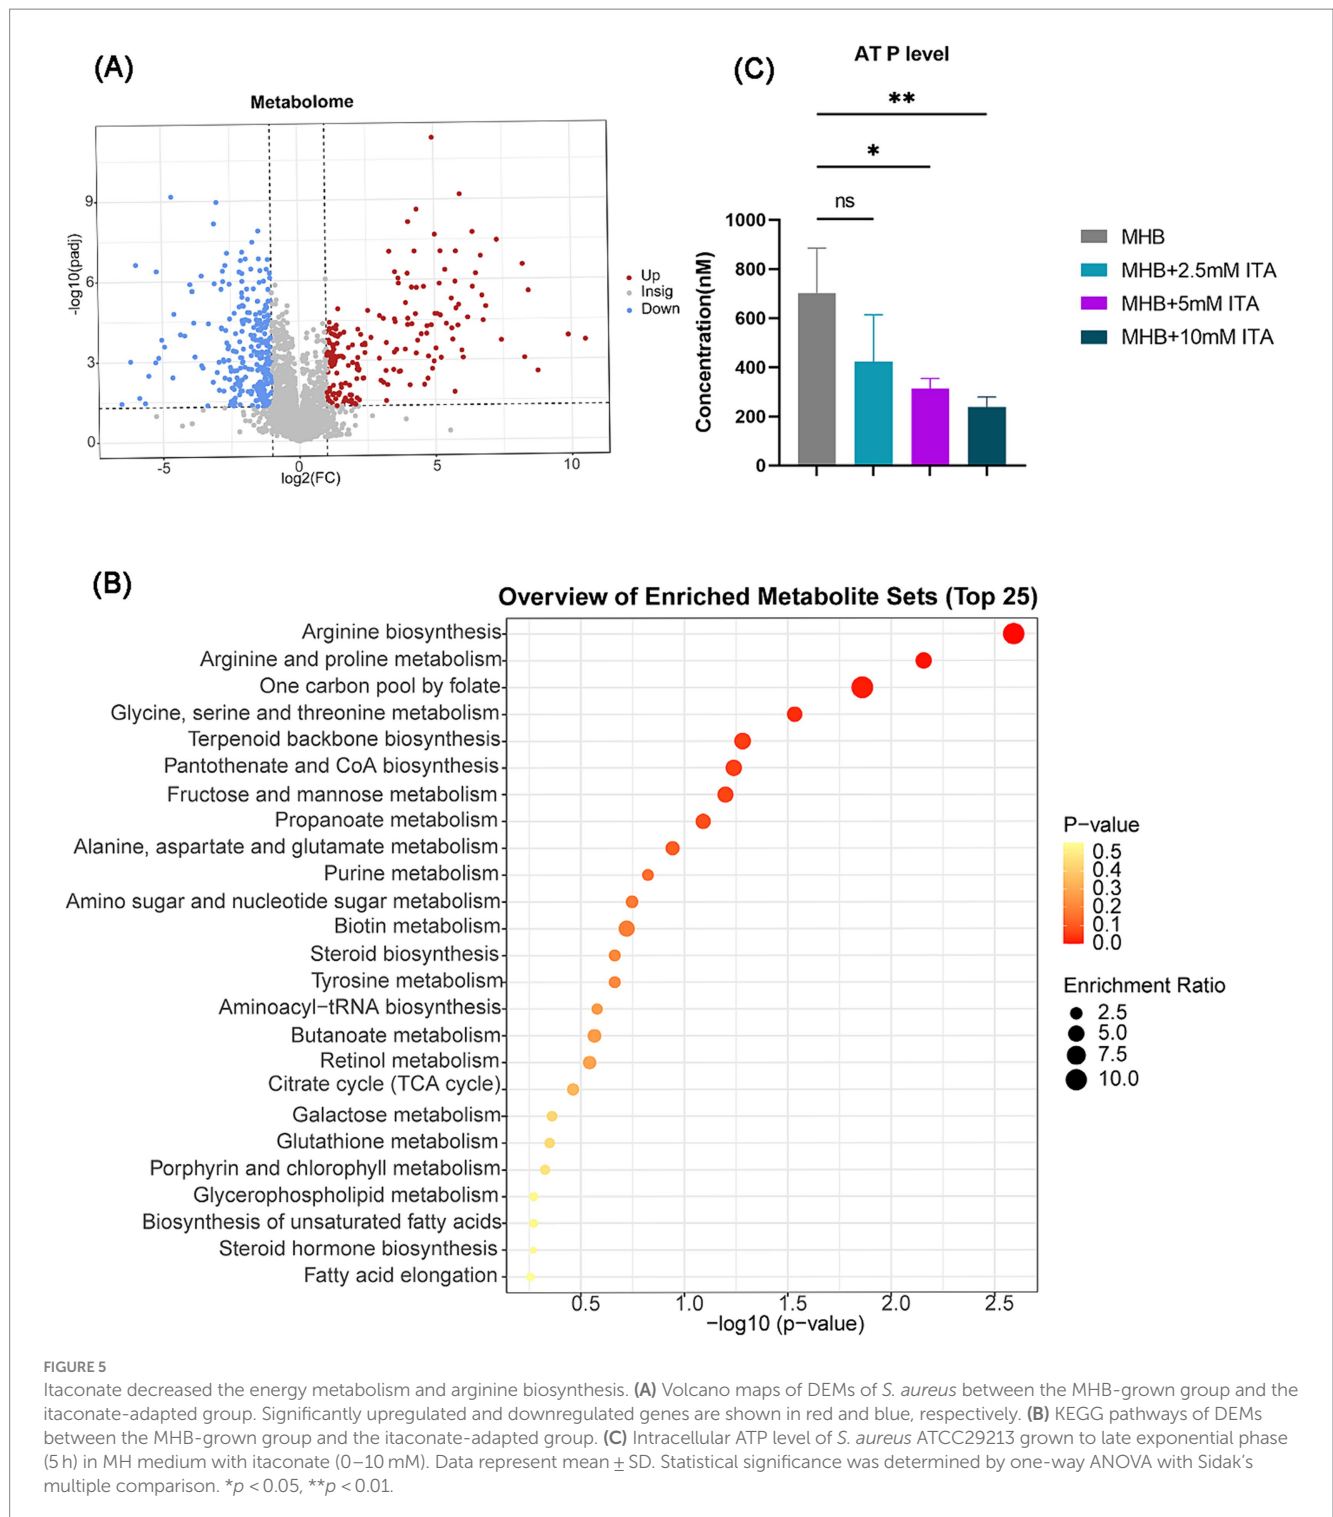 (A)
Metabolome
-log10(padj)
9
6
3
0
-5
0
5
10
log2(FC)
Up
Insig
Down
(C)
AT P level
**
*
ns
Concentration(nM)
1000
800
600
400
200
0
MHB
MHB+2.5mM ITA
MHB+5mM ITA
MHB+10mM ITA
(B)
Overview of Enriched Metabolite Sets (Top 25)
Arginine biosynthesis
Arginine and proline metabolism
One carbon pool by folate
Glycine, serine and threonine metabolism
Terpenoid backbone biosynthesis
Pantothenate and CoA biosynthesis
Fructose and mannose metabolism
Propanoate metabolism
Alanine, aspartate and glutamate metabolism
Purine metabolism
Amino sugar and nucleotide sugar metabolism
Biotin metabolism
Steroid biosynthesis
Tyrosine metabolism
Aminoacyl−tRNA biosynthesis
Butanoate metabolism
Retinol metabolism
Citrate cycle (TCA cycle)
Galactose metabolism
Glutathione metabolism
Porphyrin and chlorophyll metabolism
Glycerophospholipid metabolism
Biosynthesis of unsaturated fatty acids
Steroid hormone biosynthesis
Fatty acid elongation
0.5
1.0
1.5
2.0
2.5
−log10 (p−value)
P−value
0.5
0.4
0.3
0.2
0.1
0.0
Enrichment Ratio
2.5
5.0
7.5
10.0
FIGURE 5
Itaconate decreased the energy metabolism and arginine biosynthesis. (A) Volcano maps of DEMs of S. aureus between the MHB-grown group and the
itaconate-adapted group. Significantly upregulated and downregulated genes are shown in red and blue, respectively. (B) KEGG pathways of DEMs
between the MHB-grown group and the itaconate-adapted group. (C) Intracellular ATP level of S. aureus ATCC29213 grown to late exponential phase
(5 h) in MH medium with itaconate (0–10 mM). Data represent mean ± SD. Statistical significance was determined by one-way ANOVA with Sidak’s
multiple comparison. *p < 0.05, **p < 0.01.